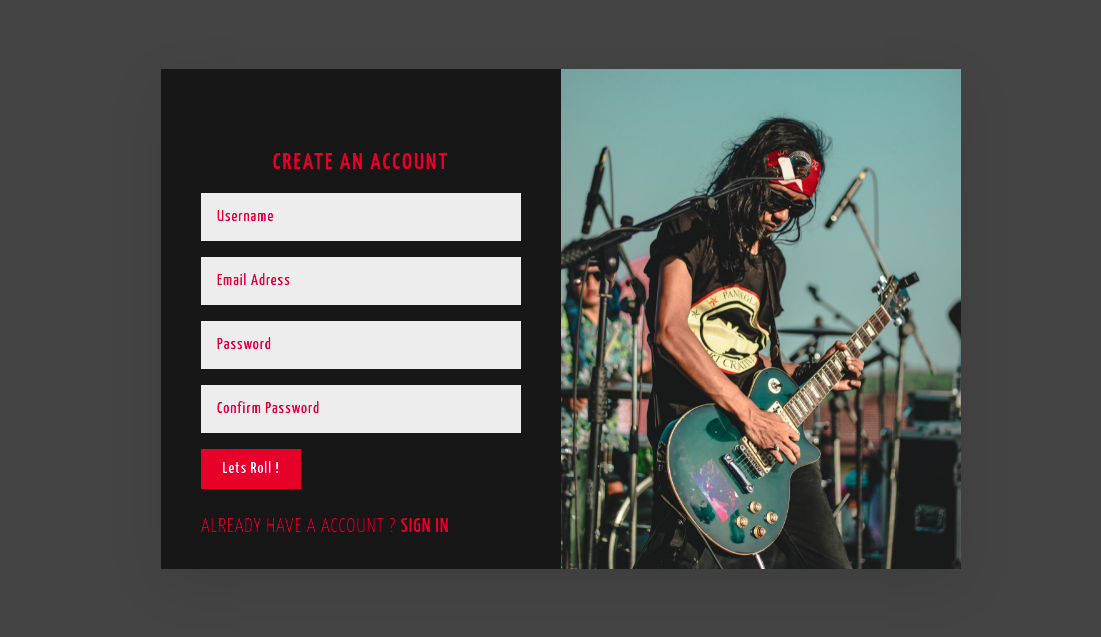 CREATE AN ACCOUNT
Username
Email Adress
Password
Confirm Password
Lets Roll !
ALREADY HAVE A ACCOUNT ? SIGN IN